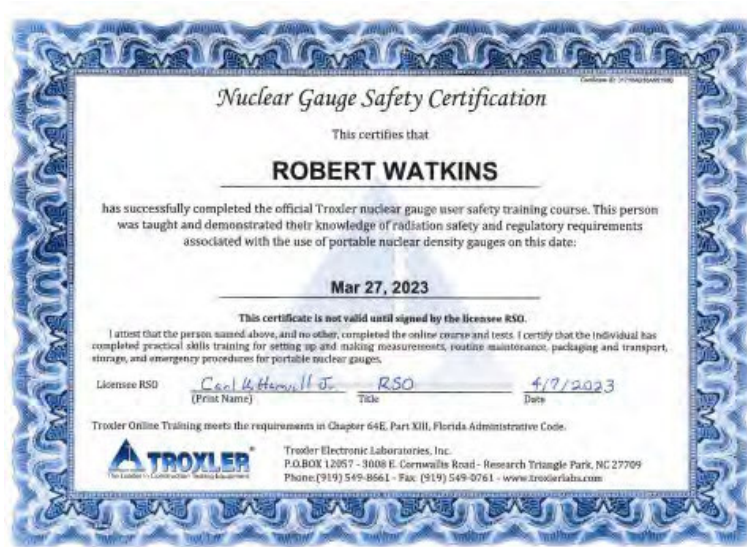 Nuclear Gauge Safety Certification
This certifies that
ROBERT WATKINS
has successfully completed the official Troxler nuclear gauge user safety training course. This person
was taught and demonstrated their knowledge of radiation safety and regulatory requirements
associated with the use of portable nuclear density gauges on this date:
Mar 27, 2023
This certificate is not valid until signed by the licensee RSO.
I attest that the person named above, and no other, completed the online course and tests. I certify that the individual has
completed practical skills training for setting up and making measurements, routine maintenance, packaging and transport,
storage, and emergency procedures for portable nuclear gauges.
Licensee RSO Carl Jr. RSO 4/7/2023
(Print Name) Title Date
Troxler Online Training meets the requirements in Chapter 64E, Part XIII, Florida Administrative Code.
TROXLER
The Leader in Construction Testing Equipment
Troxler Electronic Laboratories, Inc.
P.O.BOX 12057 - 3008 E. Cornwallis Road - Research Triangle Park, NC 27709
Phone:(919) 549-8661 - Fax: (919) 549-0761 - www.troxlerlabs.com